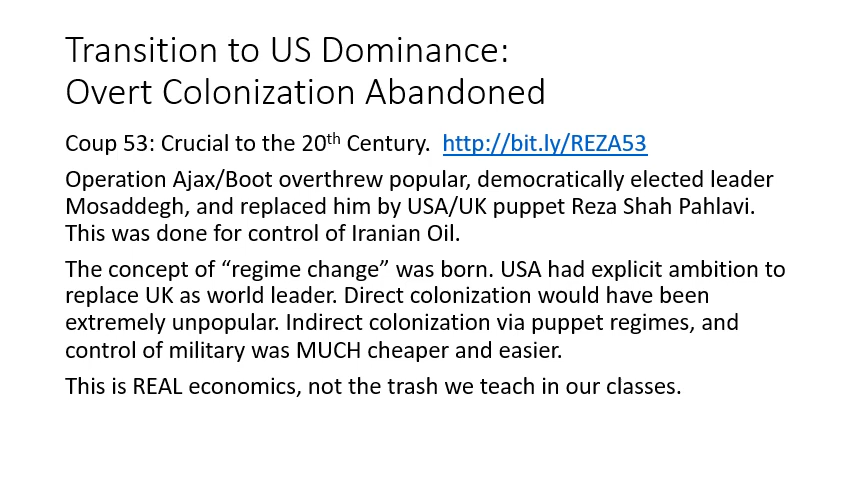 Transition to US Dominance:
Overt Colonization Abandoned
Coup 53: Crucial to the 20th Century.  http://bit.ly/REZA53
Operation Ajax/Boot overthrew popular, democratically elected leader
Mosaddegh, and replaced him by USA/UK puppet Reza Shah Pahlavi.
This was done for control of Iranian Oil.
The concept of “regime change” was born. USA had explicit ambition to
replace UK as world leader. Direct colonization would have been
extremely unpopular. Indirect colonization via puppet regimes, and
control of military was MUCH cheaper and easier.
This is REAL economics, not the trash we teach in our classes.